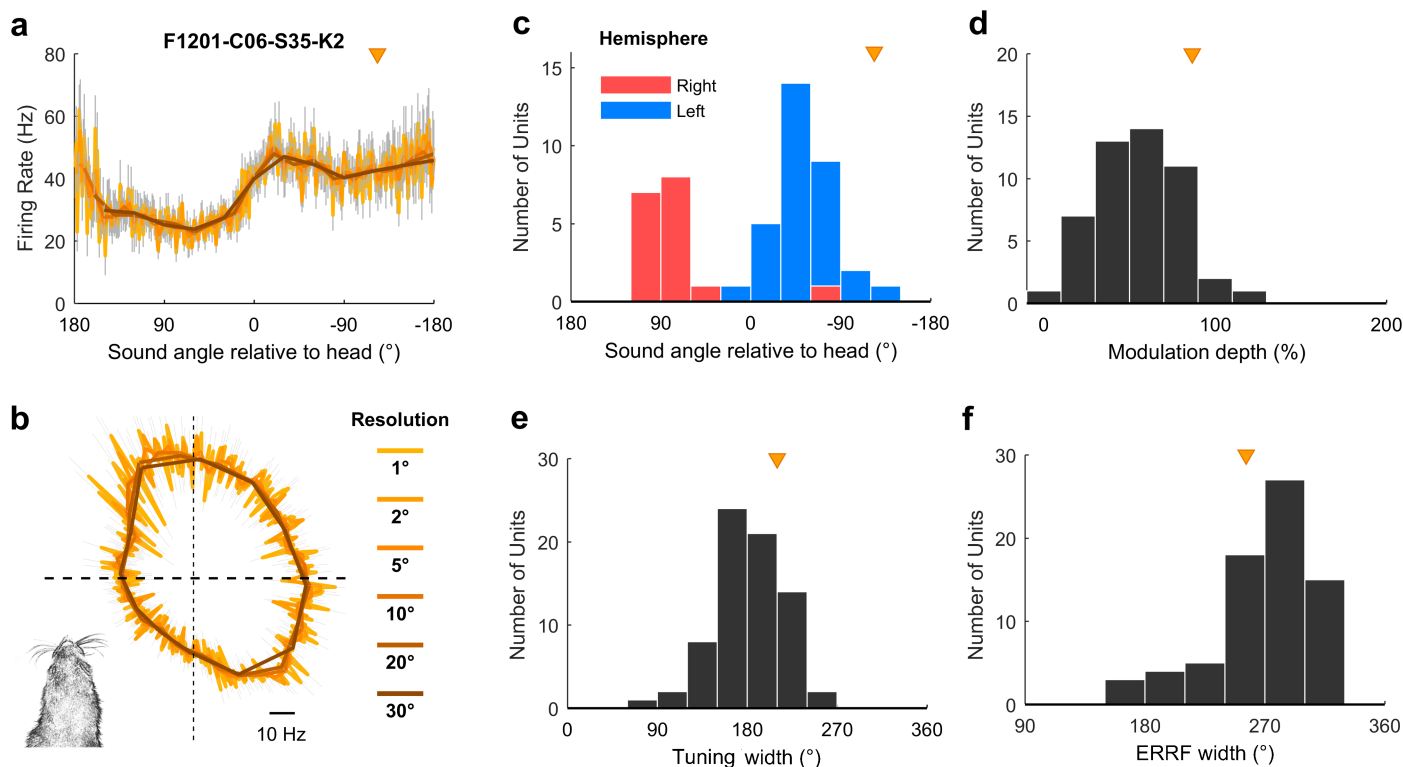 a
F1201-C06-S35-K2
80
60
40
20
0
Firing Rate (Hz)
180 90 0 -90 -180
Sound angle relative to head (°)
c
Hemisphere
Right
Left
15
10
5
0
Number of Units
180 90 0 -90 -180
Sound angle relative to head (°)
d
20
15
10
5
0
Number of Units
0 100 200
Modulation depth (%)
b
Resolution
1°
2°
5°
10°
20°
30°
10 Hz
e
30
20
10
0
Number of Units
0 90 180 270 360
Tuning width (°)
f
30
20
10
0
Number of Units
90 180 270 360
ERRF width (°)